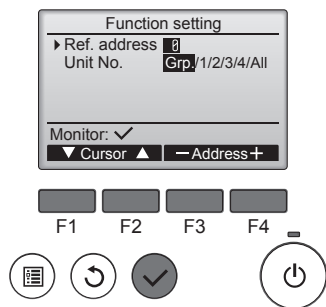 Function setting
Ref. address 0
Unit No. Grp./1/2/3/4/All
Monitor: ✓
▼ Cursor ▲ −Address+
F1 F2 F3 F4